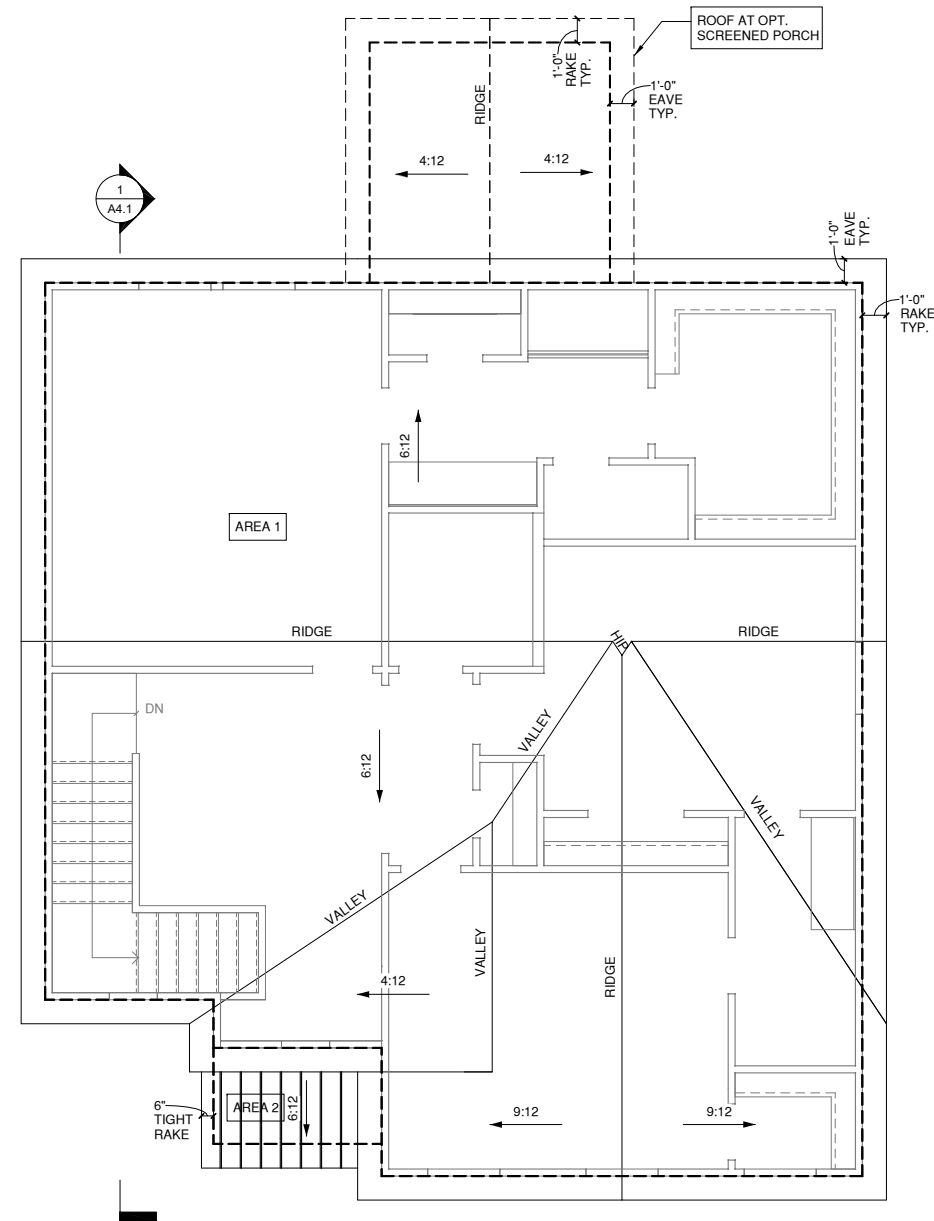 ROOF AT OPT.
SCREENED PORCH
1'-0"
RAKE
TYP.
1'-0"
EAVE
TYP.
RIDGE
4:12
4:12
1
A4.1
1'-0"
EAVE
TYP.
1'-0"
RAKE
TYP.
6:12
AREA 1
RIDGE
HIP
RIDGE
DN
VALLEY
6:12
VALLEY
VALLEY
VALLEY
RIDGE
4:12
6"
TIGHT
RAKE
AREA 2
6:12
9:12
9:12